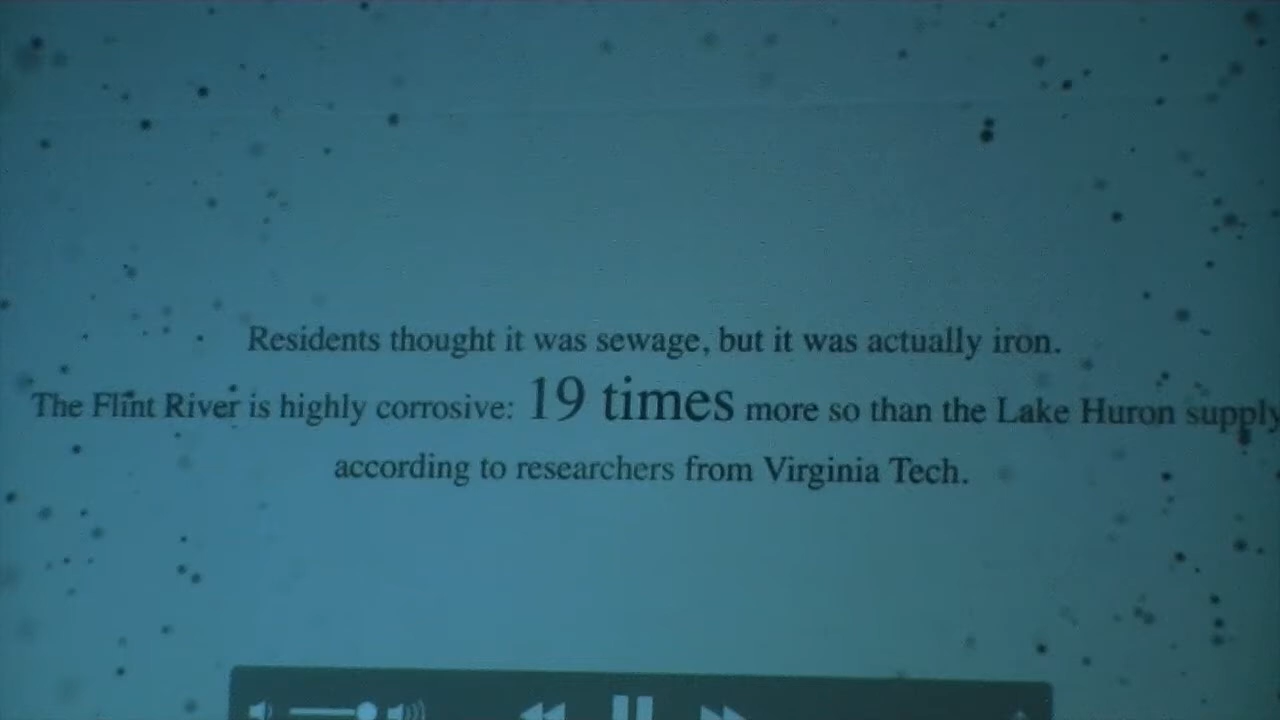 Residents thought it was sewage, but it was actually iron.
The Flint River is highly corrosive: 19 times more so than the Lake Huron supply
according to researchers from Virginia Tech.